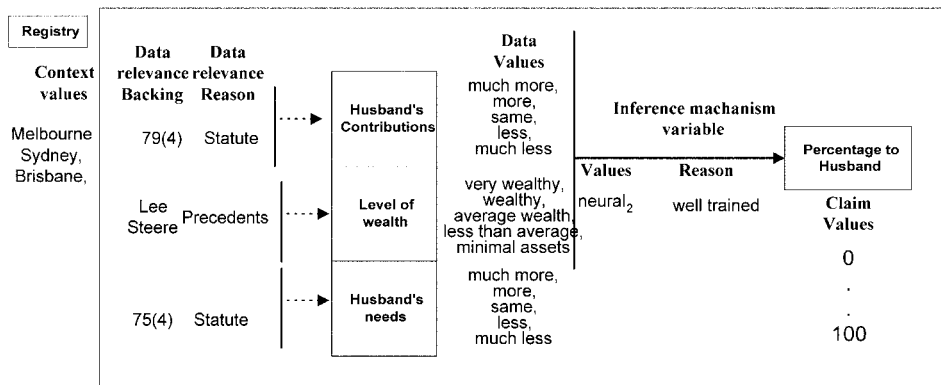 Registry
Context
values
Melbourne
Sydney,
Brisbane,
Data
relevance
Backing
Data
relevance
Reason
79(4)
Statute
Lee
Steere
Precedents
75(4)
Statute
Husband's
Contributions
Level of
wealth
Husband's
needs
Data
Values
much more,
more,
same,
less,
much less
very wealthy,
wealthy,
average wealth,
less than average,
minimal assets
much more,
more,
same,
less,
much less
Inference machanism
variable
Values
Reason
neural2
well trained
Percentage to
Husband
Claim
Values
0
.
.
.
100